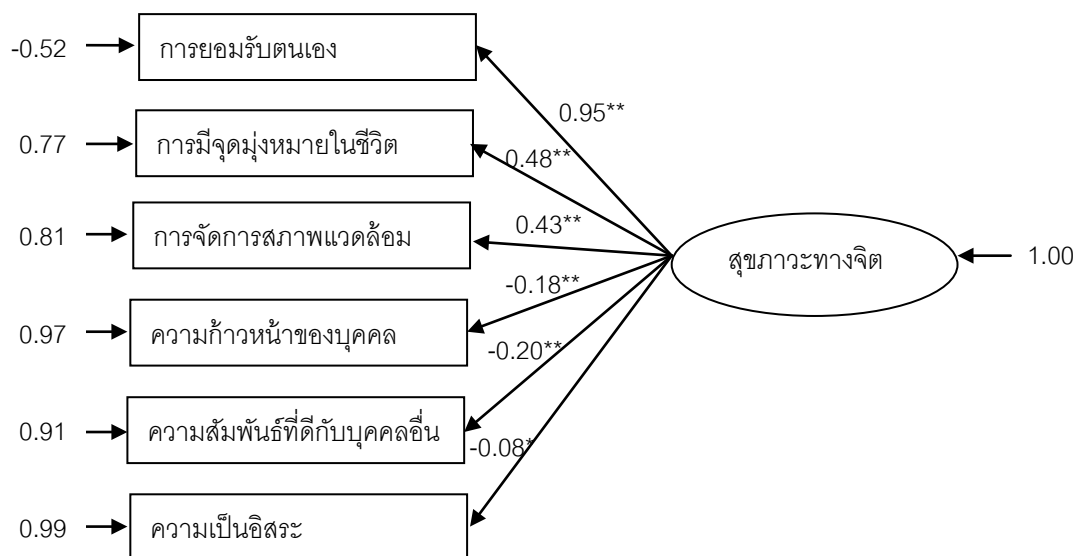 -0.52
การยอมรับตนเอง
0.95**
0.77
การมีจุดมุ่งหมายในชีวิต
0.48**
0.81
การจัดการสภาพแวดล้อม
0.43**
สุขภาวะทางจิต
1.00
0.97
ความก้าวหน้าของบุคคล
-0.18**
0.91
ความสัมพันธ์ที่ดีกับบุคคลอื่น
-0.20**
0.99
ความเป็นอิสระ
-0.08*